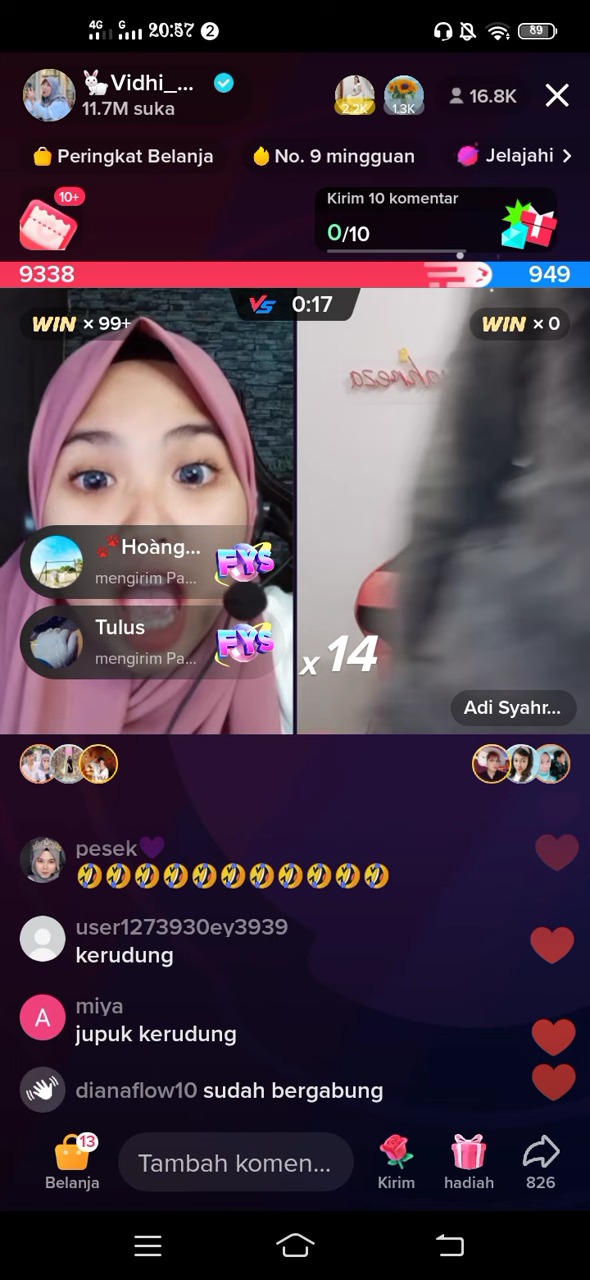 4G G 20:57 2 89
🐇Vidhi_...
11.7M suka
2.2K 1.3K 16.8K
Peringkat Belanja No. 9 mingguan Jelajahi
10+
Kirim 10 komentar
0/10
9338 949
VS 0:17
WIN × 99+ WIN × 0
🐾Hoàng...
mengirim Pa... FYS
Tulus
mengirim Pa... FYS
x 14
Adi Syahr...
pesek💜
🤣🤣🤣🤣🤣🤣🤣🤣🤣🤣🤣
user1273930ey3939
kerudung
A miya
jupuk kerudung
dianaflow10 sudah bergabung
13
Tambah komen...
Belanja Kirim hadiah 826